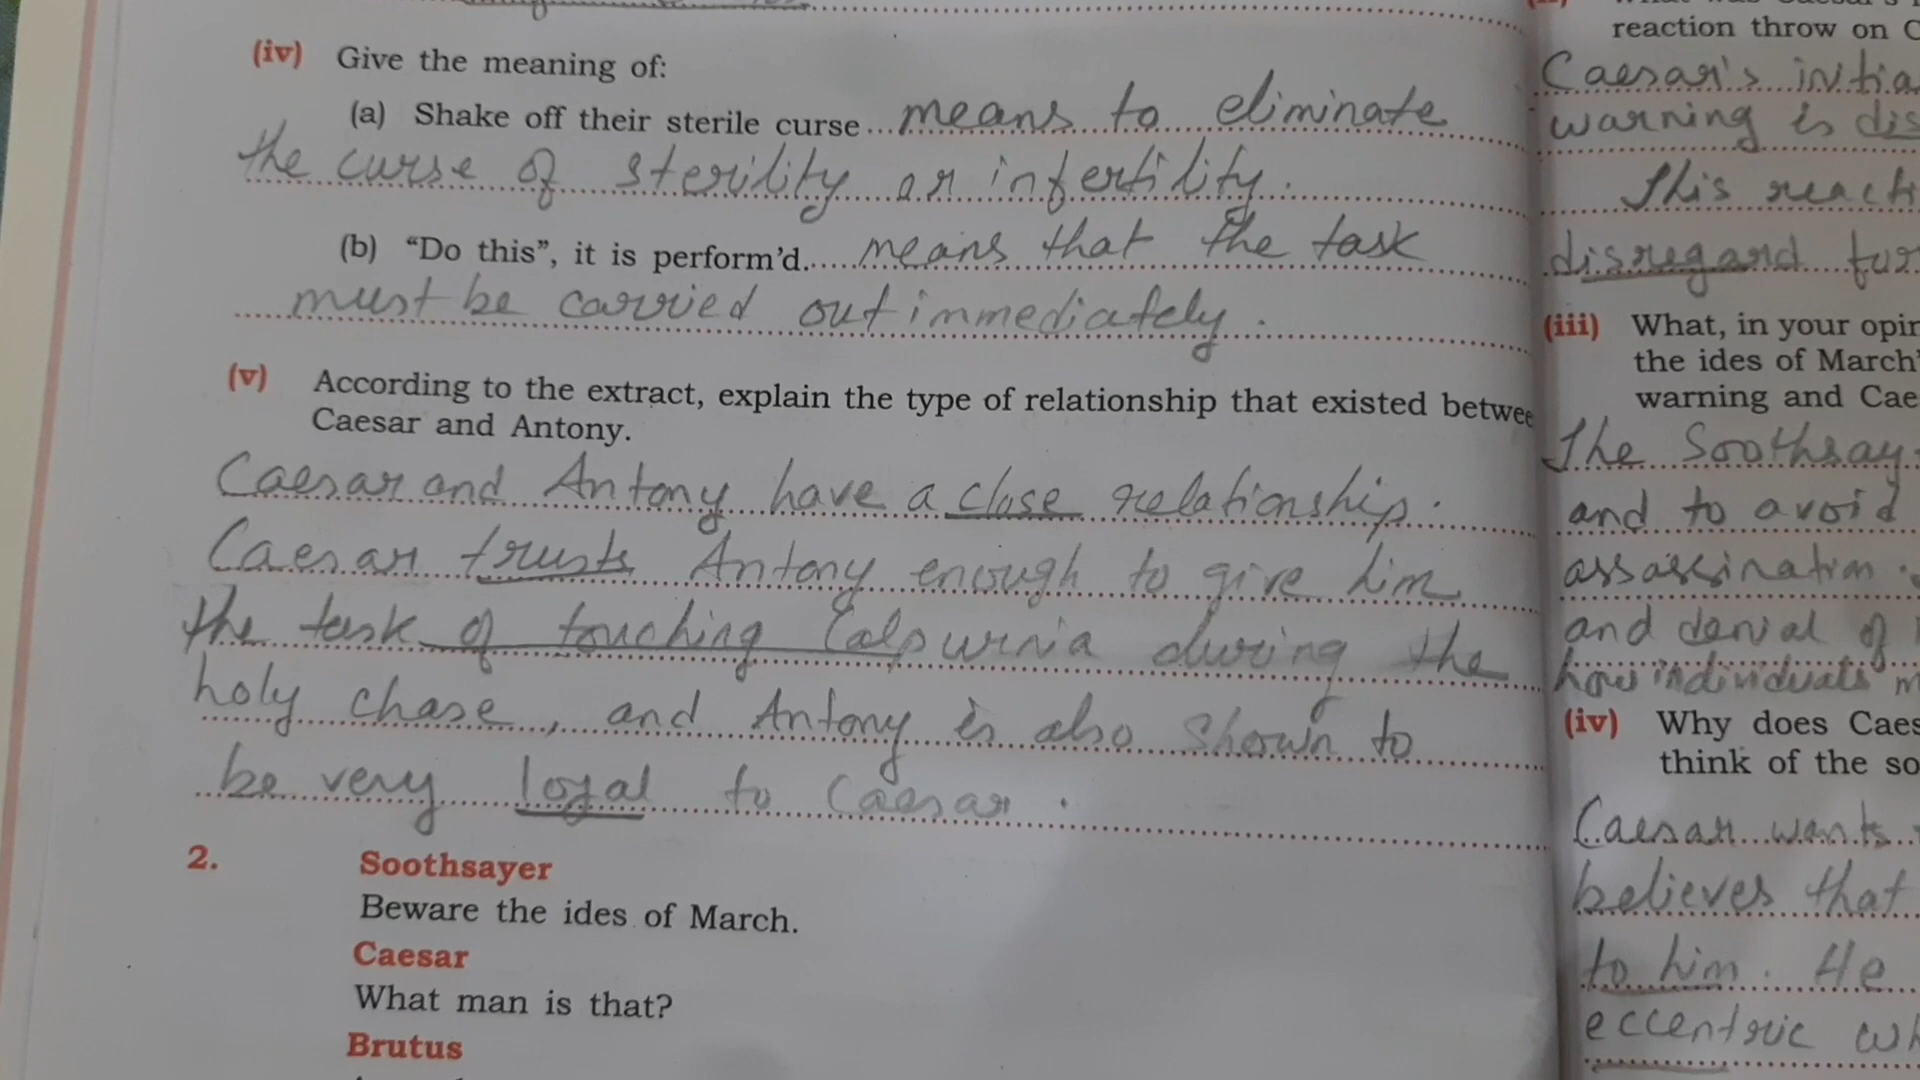 (iv) Give the meaning of:
(a) Shake off their sterile curse means to eliminate
the curse of sterility or infertility.
(b) "Do this", it is perform'd. means that the task
must be carried out immediately.
(v) According to the extract, explain the type of relationship that existed betwee
Caesar and Antony.
Caesar and Antony have a close relationship.
Caesar trusts Antony enough to give him
the task of touching Calpurnia during the
holy chase, and Antony is also shown to
be very loyal to Caesar.
2. Soothsayer
Beware the ides of March.
Caesar
What man is that?
Brutus
reaction throw on C
Caesar's initia
warning is dis
This reacti
disregard for
(iii) What, in your opin
the ides of March'
warning and Cae
The Soothsay
and to avoid
assassination.
and denial of
how individuals m
(iv) Why does Caes
think of the so
Caesar wants
believes that
to him. He
eccentric wh